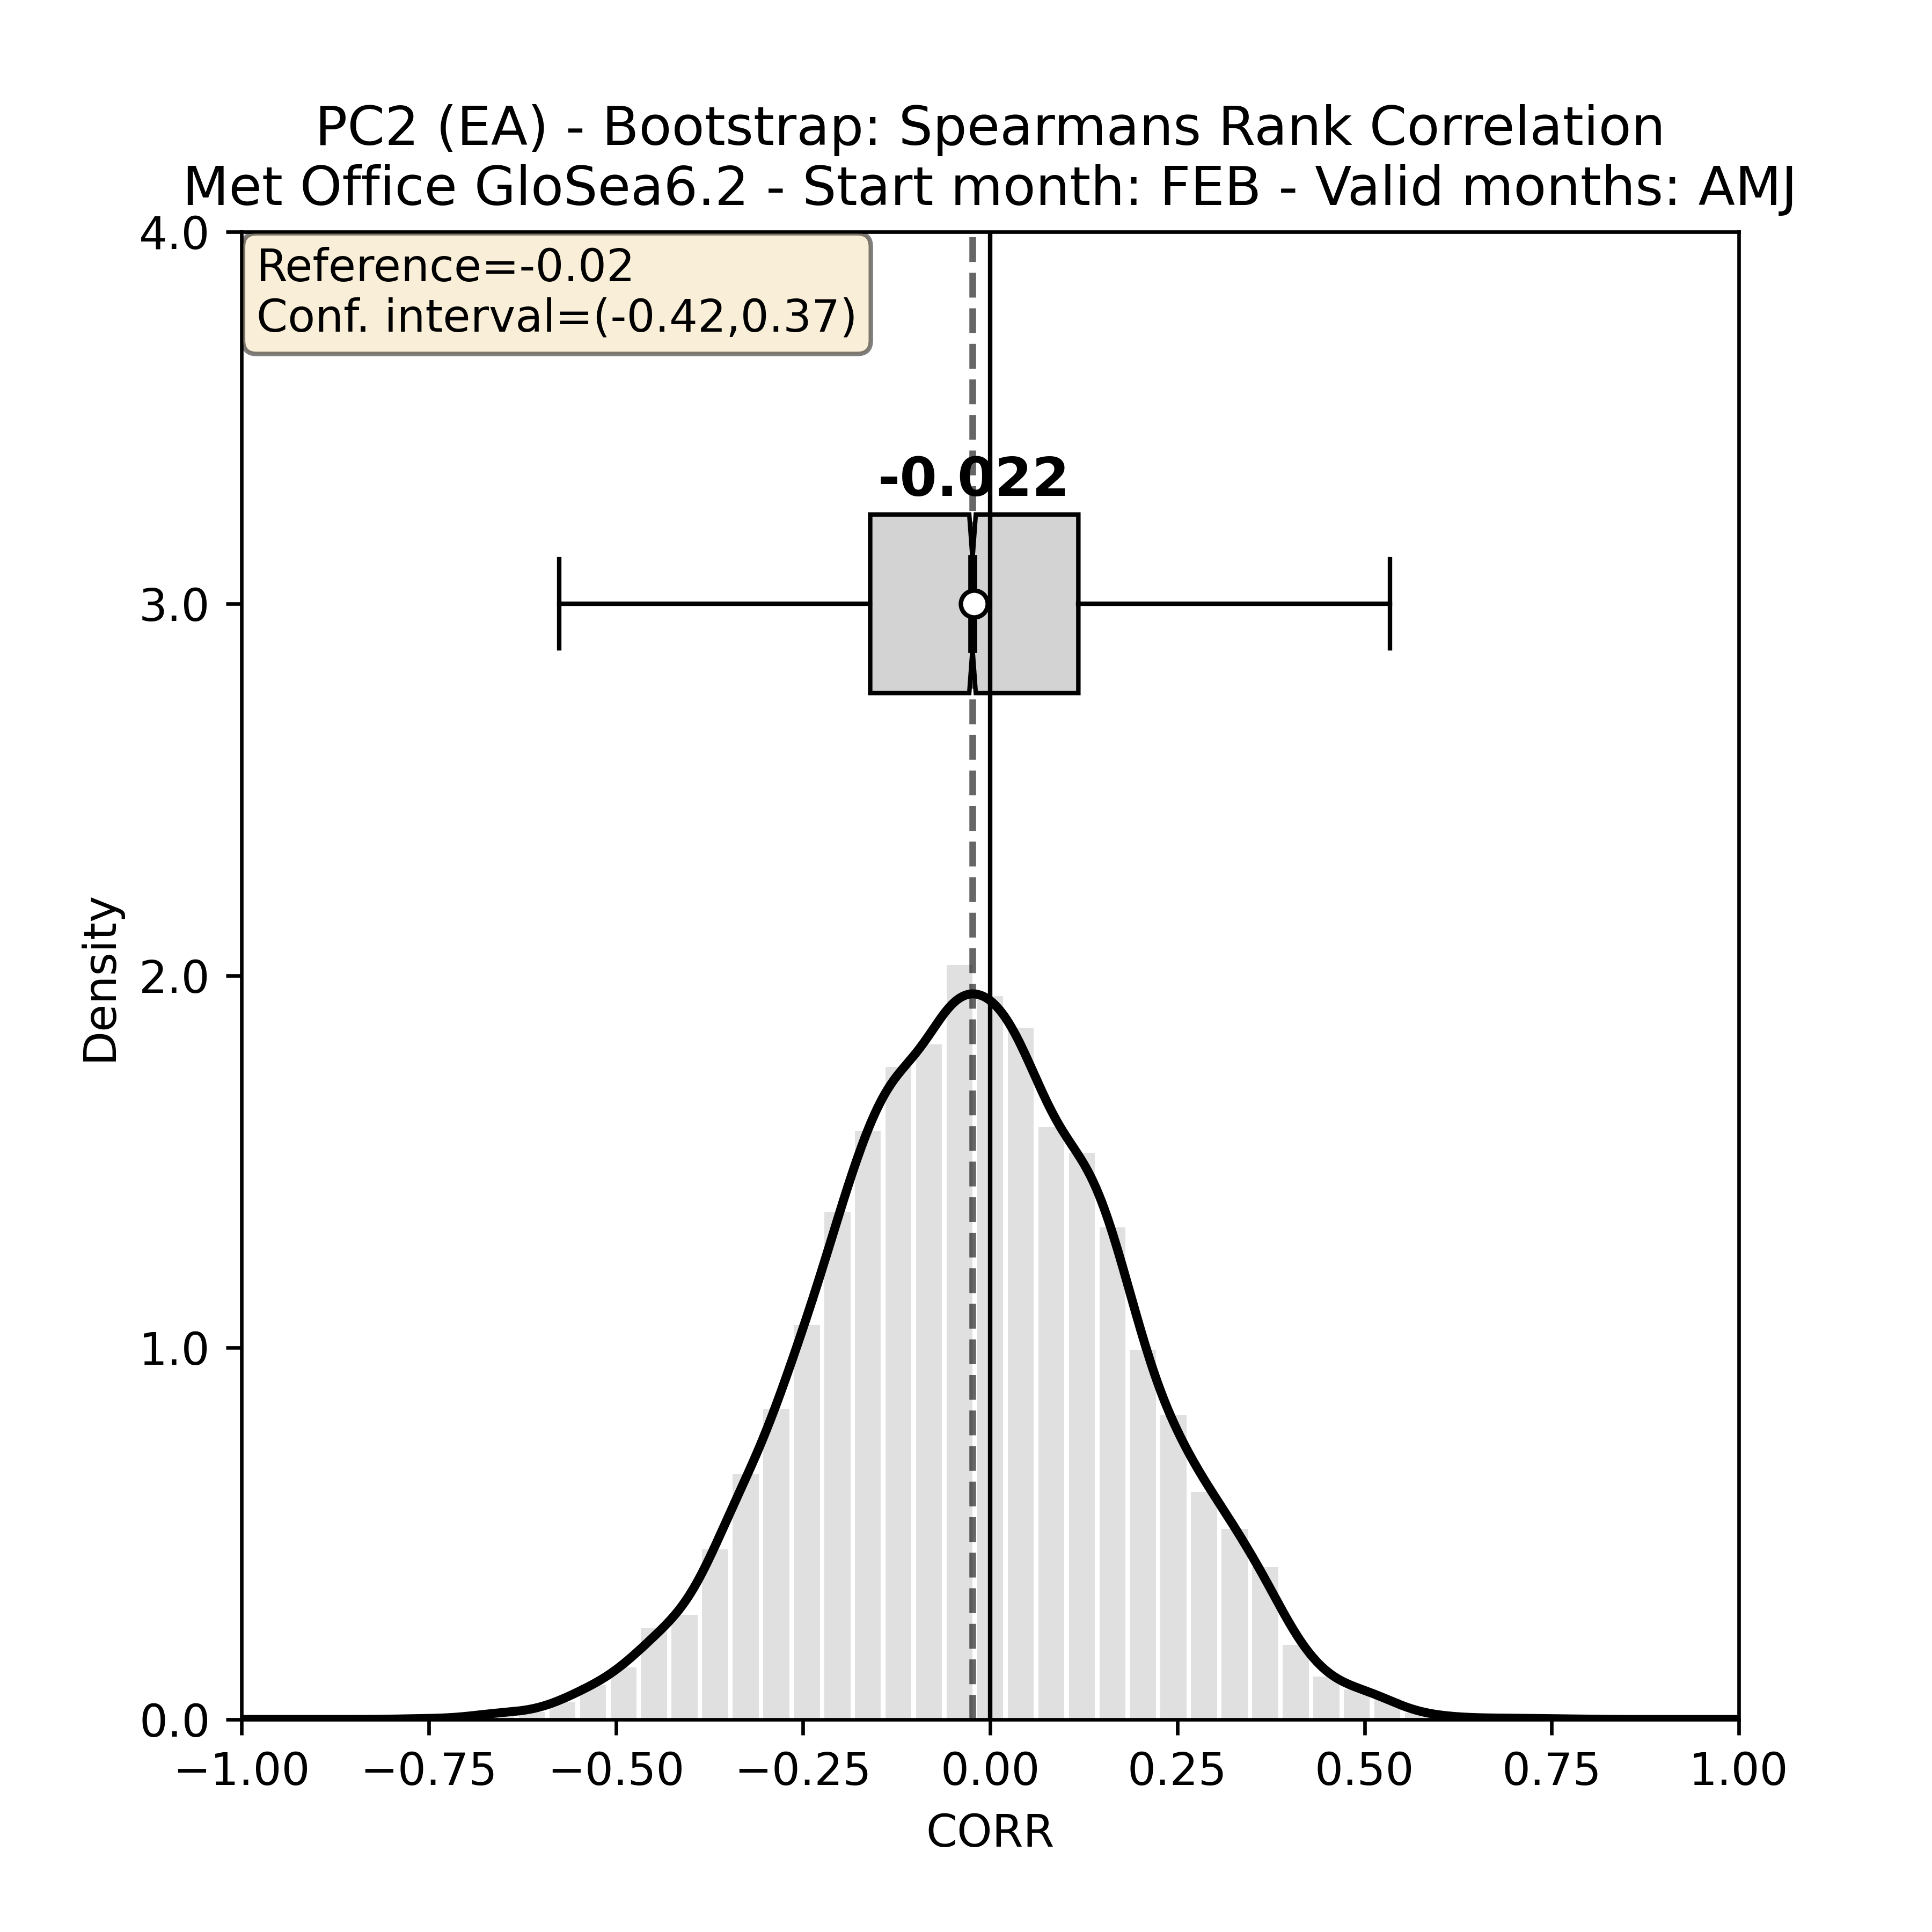 PC2 (EA) - Bootstrap: Spearmans Rank Correlation
Met Office GloSea6.2 - Start month: FEB - Valid months: AMJ
Reference=-0.02
Conf. interval=(-0.42,0.37)
-0.022
4.0
3.0
2.0
1.0
0.0
Density
−1.00 −0.75 −0.50 −0.25 0.00 0.25 0.50 0.75 1.00
CORR